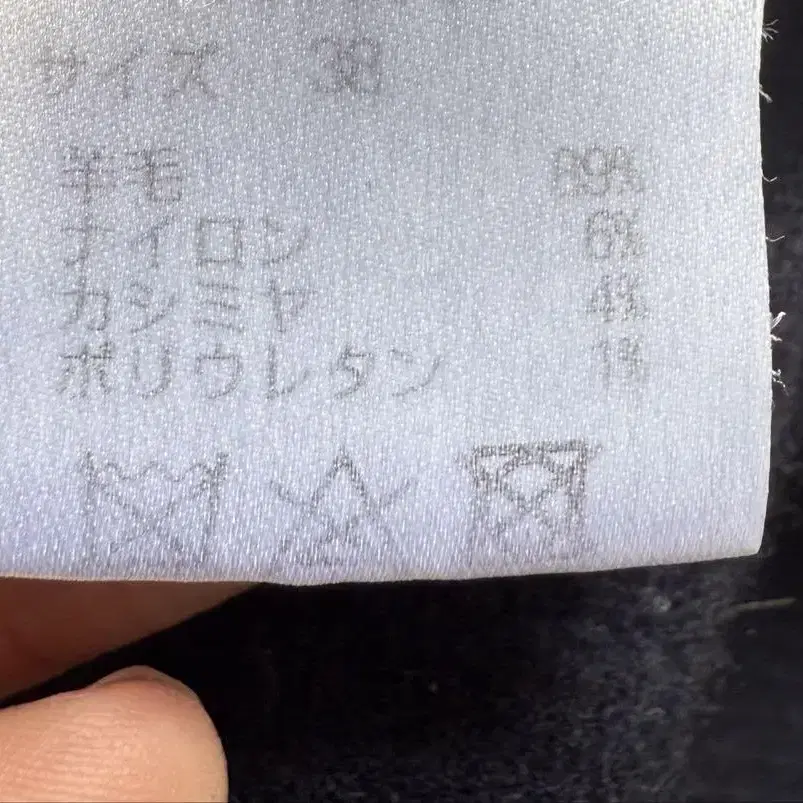 サイズ 38
羊毛 89%
ナイロン 6%
カシミヤ 4%
ポリウレタン 1%